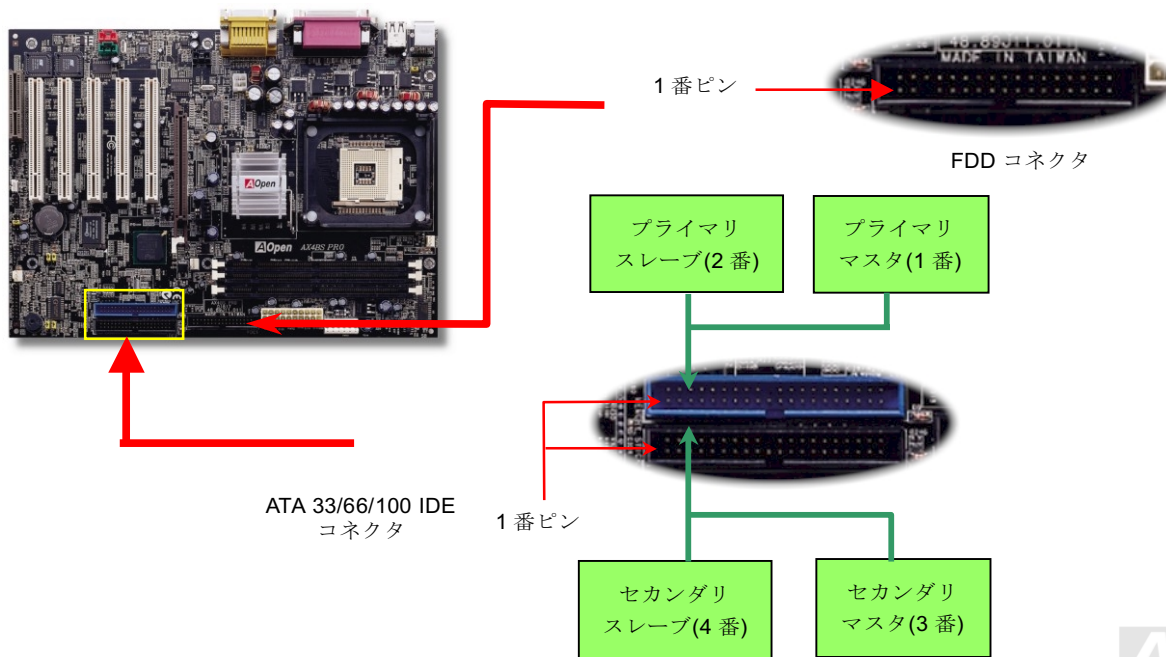 1 番ピン
MADE IN TAIWAN
FDD コネクタ
プライマリ
スレーブ(2 番)
プライマリ
マスタ(1 番)
AOpen
AOpen AX4BS PRO
ATA 33/66/100 IDE
コネクタ
1 番ピン
セカンダリ
スレーブ(4 番)
セカンダリ
マスタ(3 番)